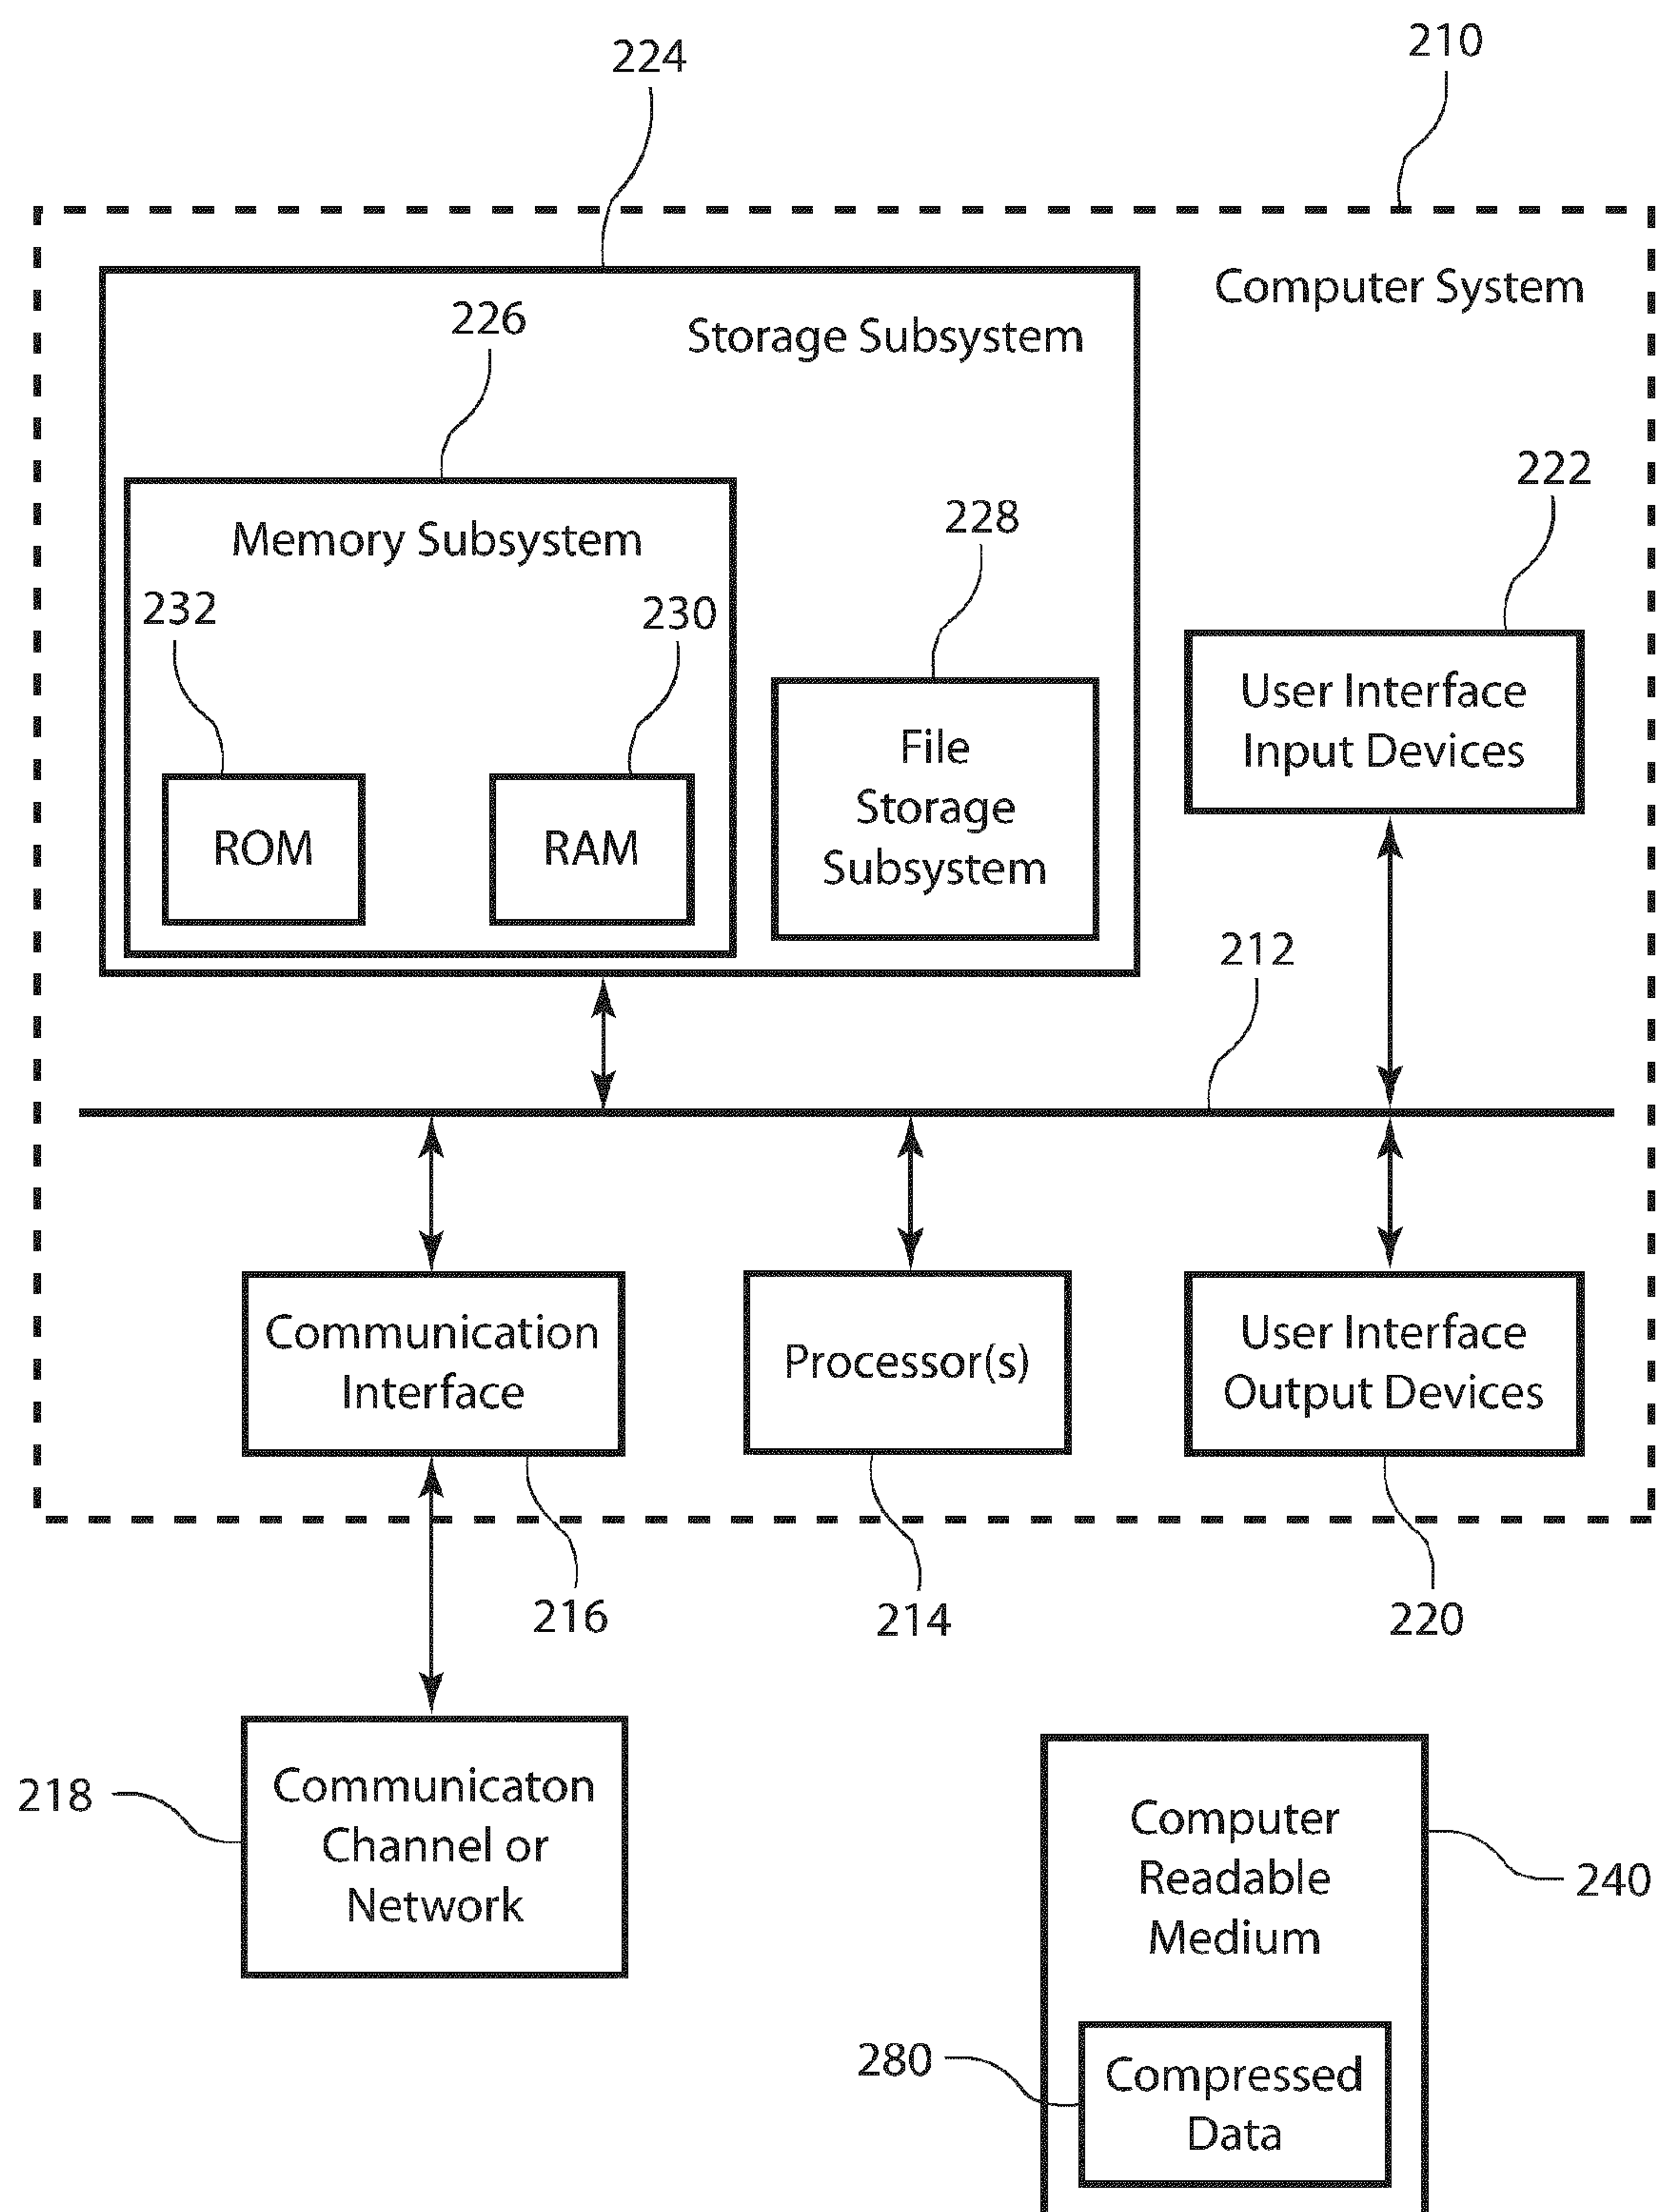 210
224
Computer System
Storage Subsystem
226
222
228
Memory Subsystem
232
230
User Interface
Input Devices
File
Storage
Subsystem
ROM
RAM
212
Communication
Interface
Processor(s)
User Interface
Output Devices
216
214
220
218
Communicaton
Channel or
Network
Computer
Readable
Medium
240
280
Compressed
Data